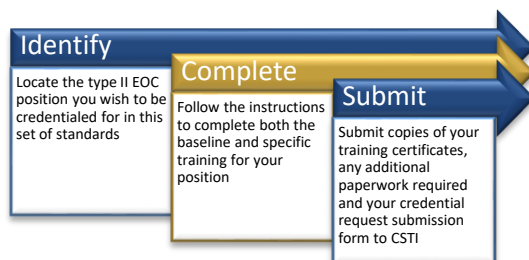 Identify
Locate the type II EOC
position you wish to be
credentialed for in this
set of standards
Complete
Follow the instructions
to complete both the
baseline and specific
training for your
position
Submit
Submit copies of your
training certificates,
any additional
paperwork required
and your credential
request submission
form to CSTI